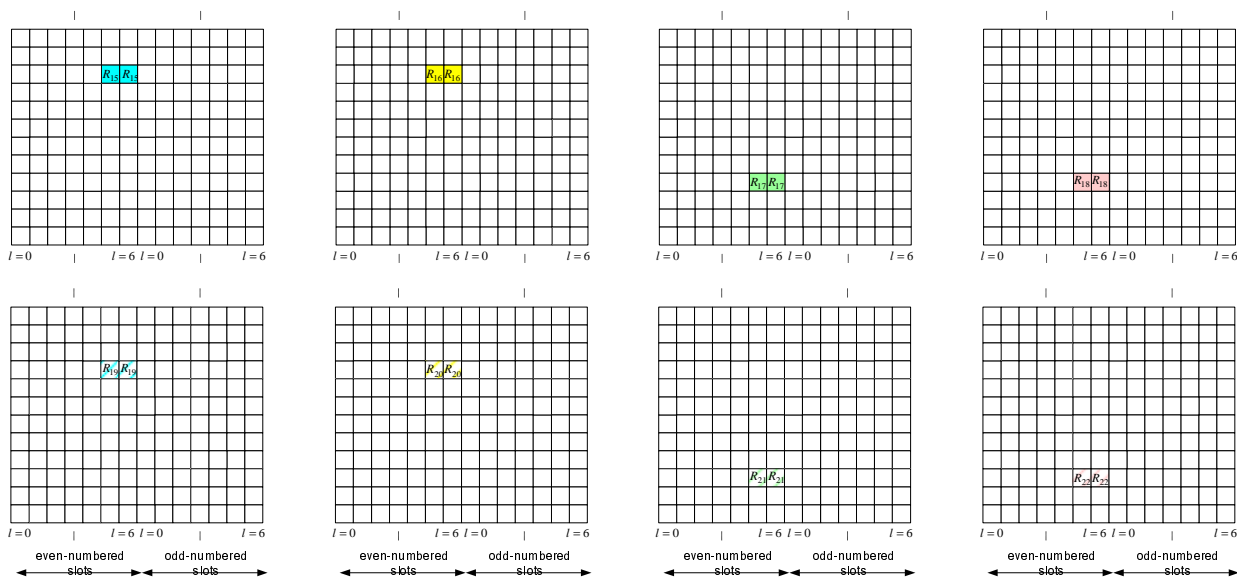 R15 R15 R16 R16
R17 R17 R18 R18
l=0 l=6 l=0 l=6 l=0 l=6 l=0 l=6 l=0 l=6 l=0 l=6 l=0 l=6 l=0 l=6
R19 R19 R20 R20
R21 R21 R22 R22
l=0 l=6 l=0 l=6 l=0 l=6 l=0 l=6 l=0 l=6 l=0 l=6 l=0 l=6 l=0 l=6
even-numbered odd-numbered even-numbered odd-numbered even-numbered odd-numbered even-numbered odd-numbered
slots slots slots slots slots slots slots slots